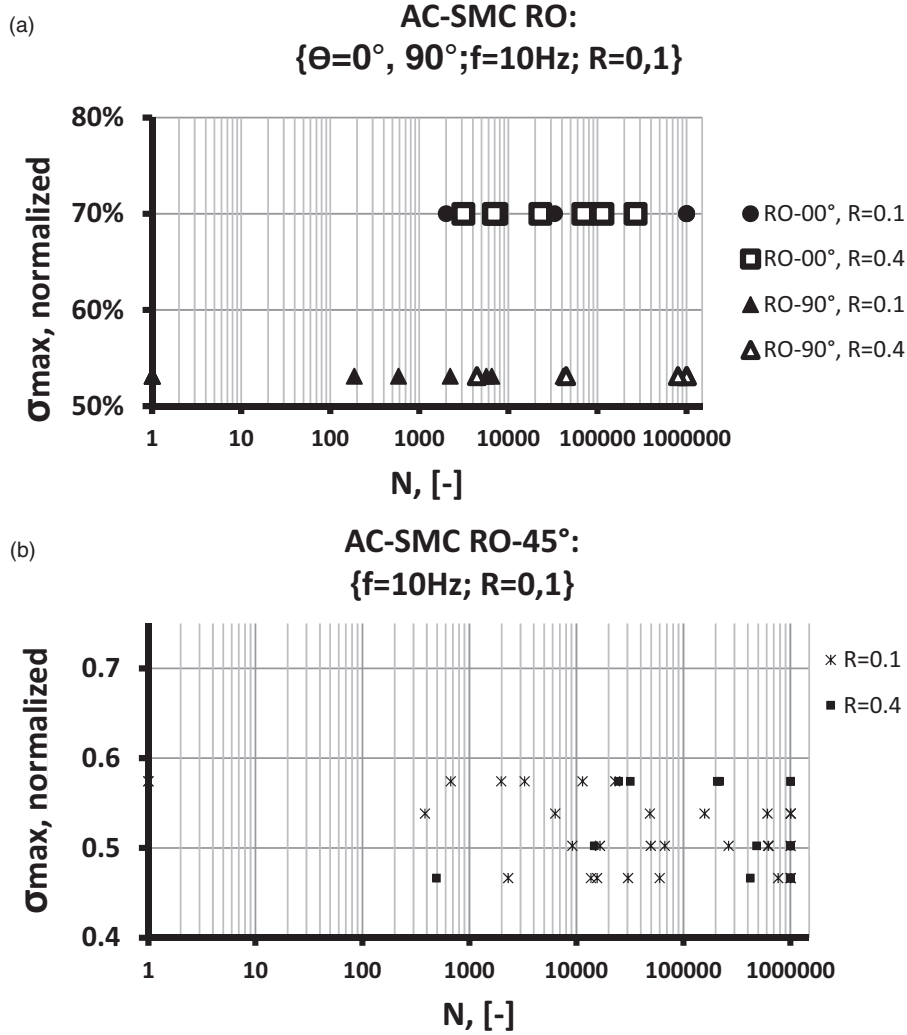 (a)
AC-SMC RO:
{Θ=0°, 90°;f=10Hz; R=0,1}
σmax, normalized
80%
70%
60%
50%
1 10 100 1000 10000 100000 1000000
N, [-]
RO-00°, R=0.1
RO-00°, R=0.4
RO-90°, R=0.1
RO-90°, R=0.4
(b)
AC-SMC RO-45°:
{f=10Hz; R=0,1}
σmax, normalized
0.7
0.6
0.5
0.4
1 10 100 1000 10000 100000 1000000
N, [-]
R=0.1
R=0.4